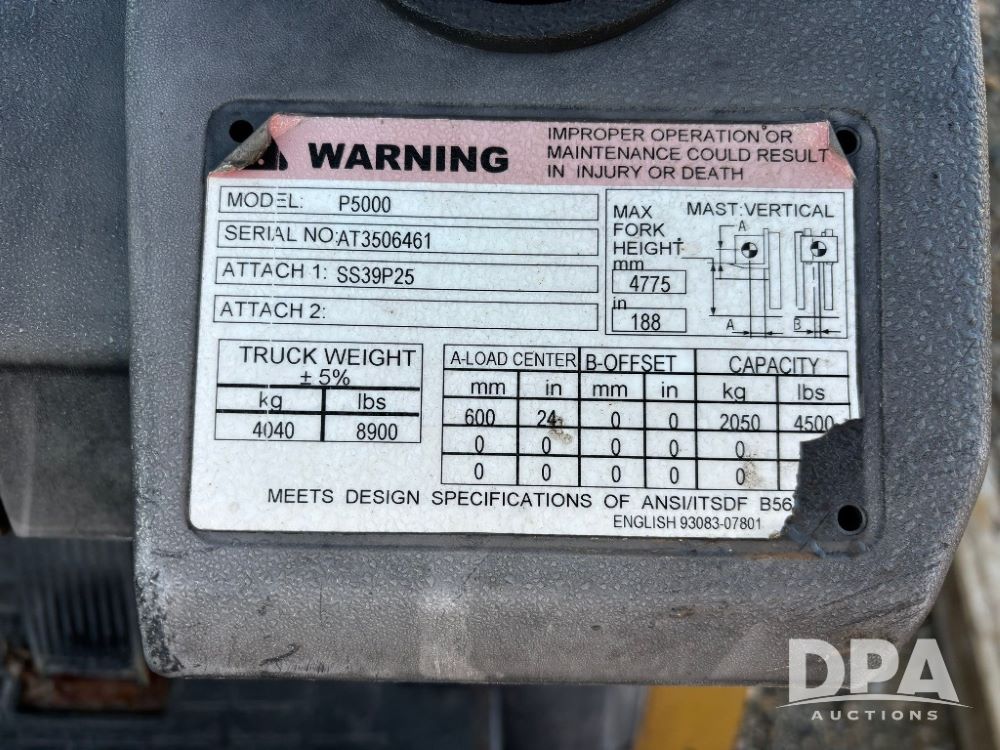 WARNING
IMPROPER OPERATION OR
MAINTENANCE COULD RESULT
IN INJURY OR DEATH
MODEL: P5000
SERIAL NO: AT3506461
ATTACH 1: SS39P25
ATTACH 2:
MAX
FORK
HEIGHT
mm
4775
in
188
MAST: VERTICAL
A
A B
TRUCK WEIGHT
± 5%
kg lbs
4040 8900
A-LOAD CENTER B-OFFSET CAPACITY
mm in mm in kg lbs
600 24 0 0 2050 4500
0 0 0 0 0
0 0 0 0 0
MEETS DESIGN SPECIFICATIONS OF ANSI/ITSDF B56
ENGLISH 93083-07801
DPA
AUCTIONS